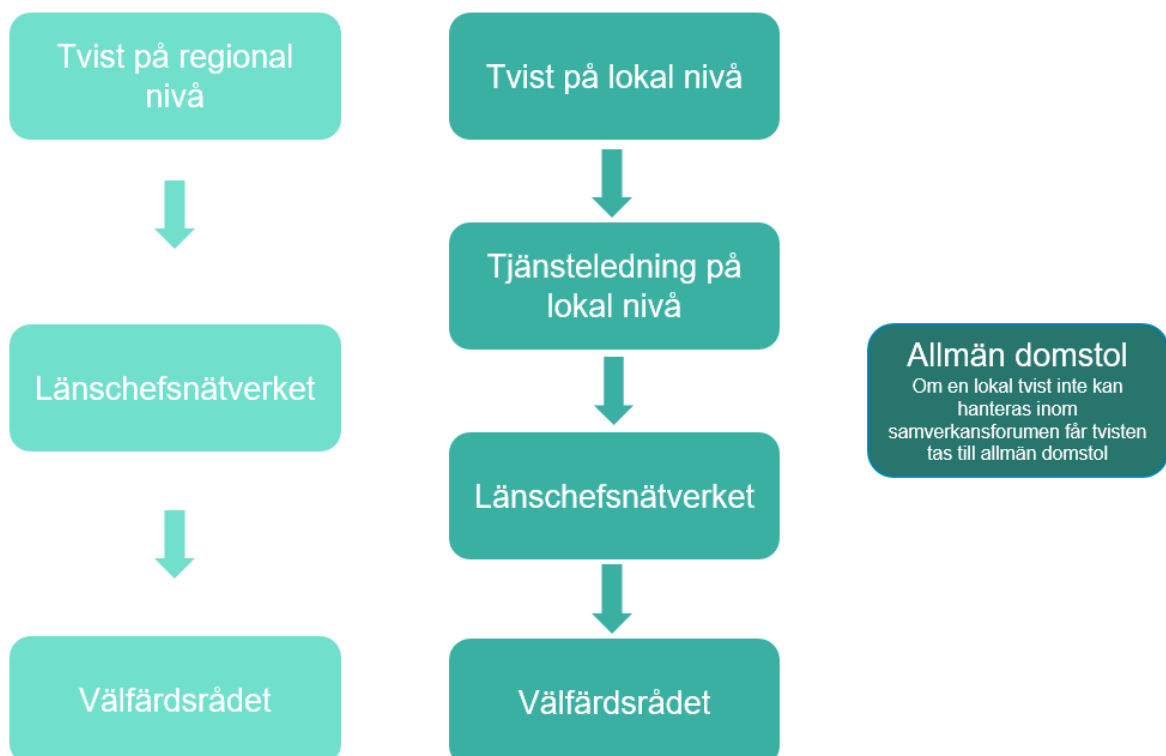 Tvist på regional
nivå
Länschefsnätverket
Välfärdsrådet
Tvist på lokal nivå
Tjänsteledning på
lokal nivå
Länschefsnätverket
Välfärdsrådet
Allmän domstol
Om en lokal tvist inte kan
hanteras inom
samverkansforumen får tvisten
tas till allmän domstol